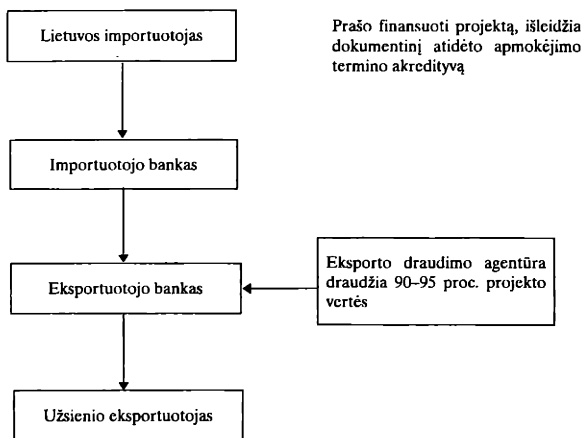 Lietuvos importuotojas
Prašo finansuoti projektą, išleidžia
dokumentinį atidėto apmokėjimo
termino akredityvą
Importuotojo bankas
Eksportuotojo bankas
Eksporto draudimo agentūra
draudžia 90–95 proc. projekto
vertės
Užsienio eksportuotojas